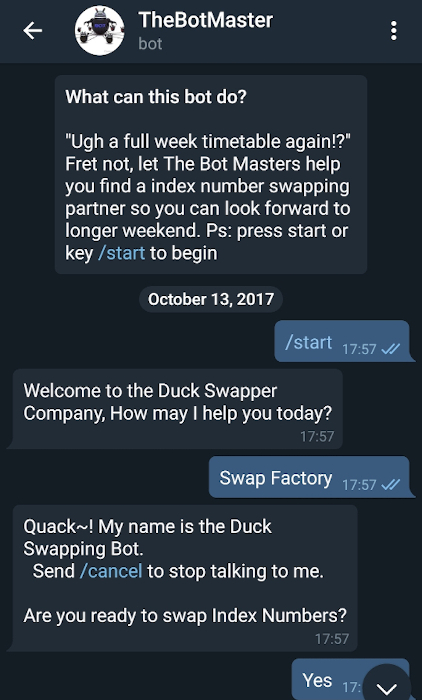 TheBotMaster
bot
What can this bot do?
"Ugh a full week timetable again!?"
Fret not, let The Bot Masters help
you find a index number swapping
partner so you can look forward to
longer weekend. Ps: press start or
key /start to begin
October 13, 2017
/start 17:57
Welcome to the Duck Swapper
Company, How may I help you today?
17:57
Swap Factory 17:57
Quack~! My name is the Duck
Swapping Bot.
Send /cancel to stop talking to me.
Are you ready to swap Index Numbers?
17:57
Yes 17: